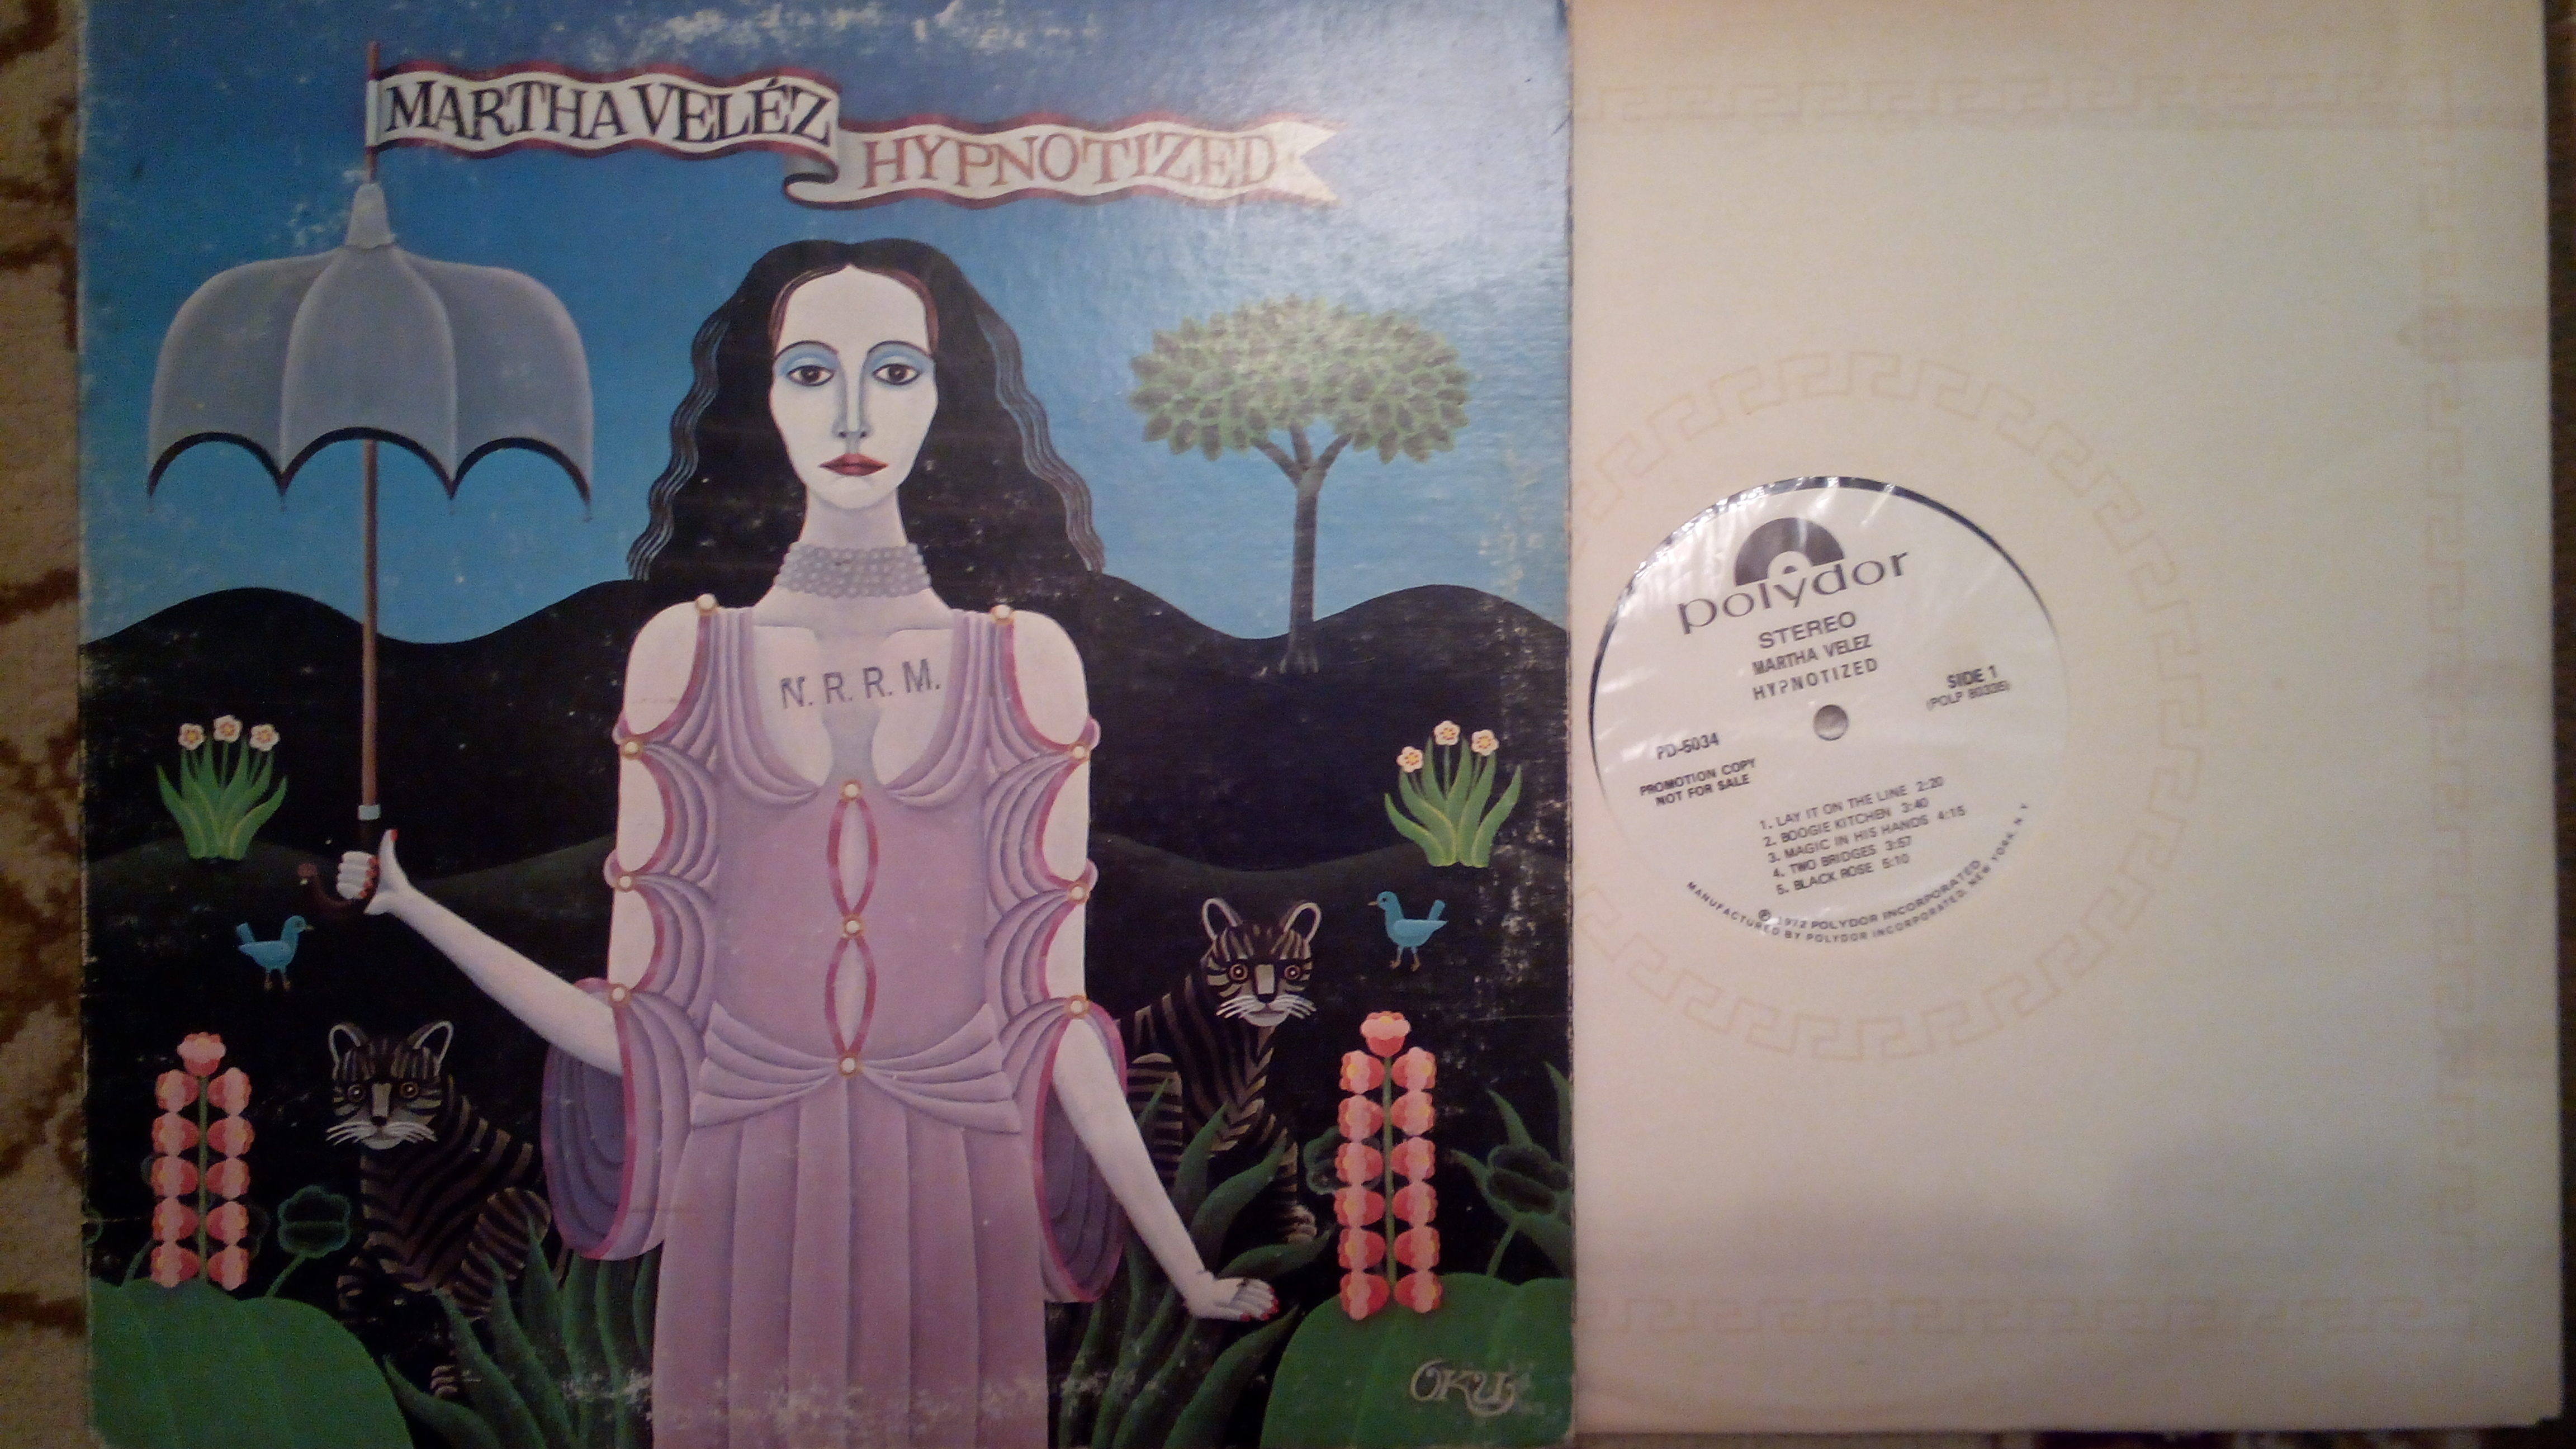 MARTHA VELÉZ
HYPNOTIZED
N. R. R. M.
polydor
STEREO
MARTHA VELEZ
HYPNOTIZED
SIDE 1
PD-5034
PROMOTION COPY
NOT FOR SALE
1. LAY IT ON THE LINE 2:20
2. BOOGIE KITCHEN 3:40
3. MAGIC IN HIS HANDS 4:15
4. TWO BRIDGES 3:57
5. BLACK ROSE 5:10
Ⓟ 1972 POLYDOR INCORPORATED
MANUFACTURED BY POLYDOR INCORPORATED, NEW YORK, N.Y.